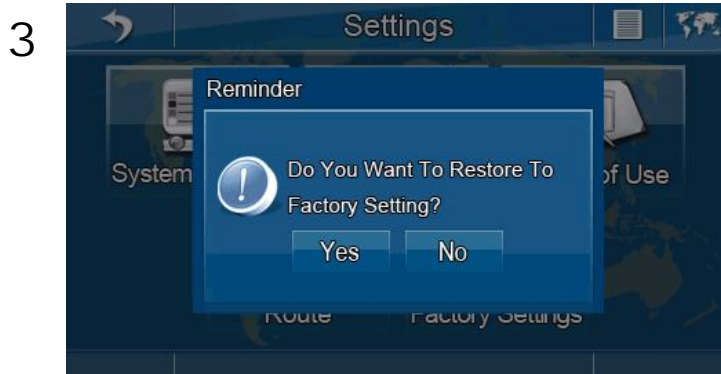 3
Settings
Reminder
Do You Want To Restore To
Factory Setting?
Yes No
System
of Use
Route Factory Settings